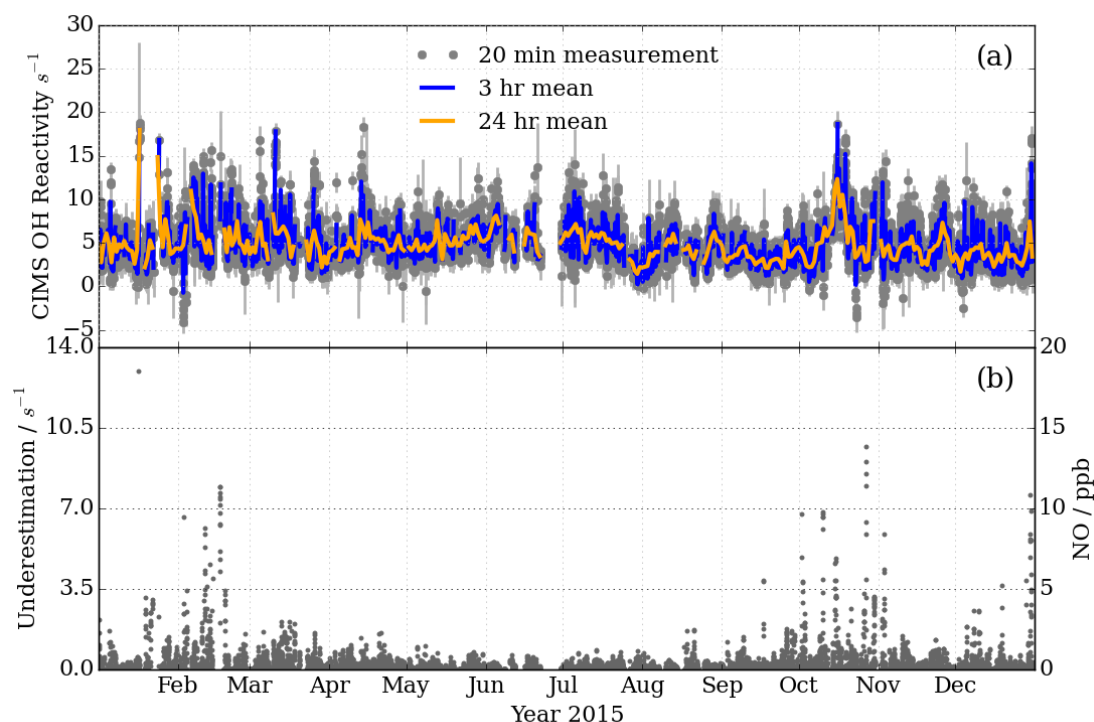 30
25
20
15
10
5
0
−5
CIMS OH Reactivity s⁻¹
20 min measurement
3 hr mean
24 hr mean
(a)
14.0
10.5
7.0
3.5
0.0
Underestimation / s⁻¹
(b)
20
15
10
5
0
NO / ppb
Feb Mar Apr May Jun Jul Aug Sep Oct Nov Dec
Year 2015